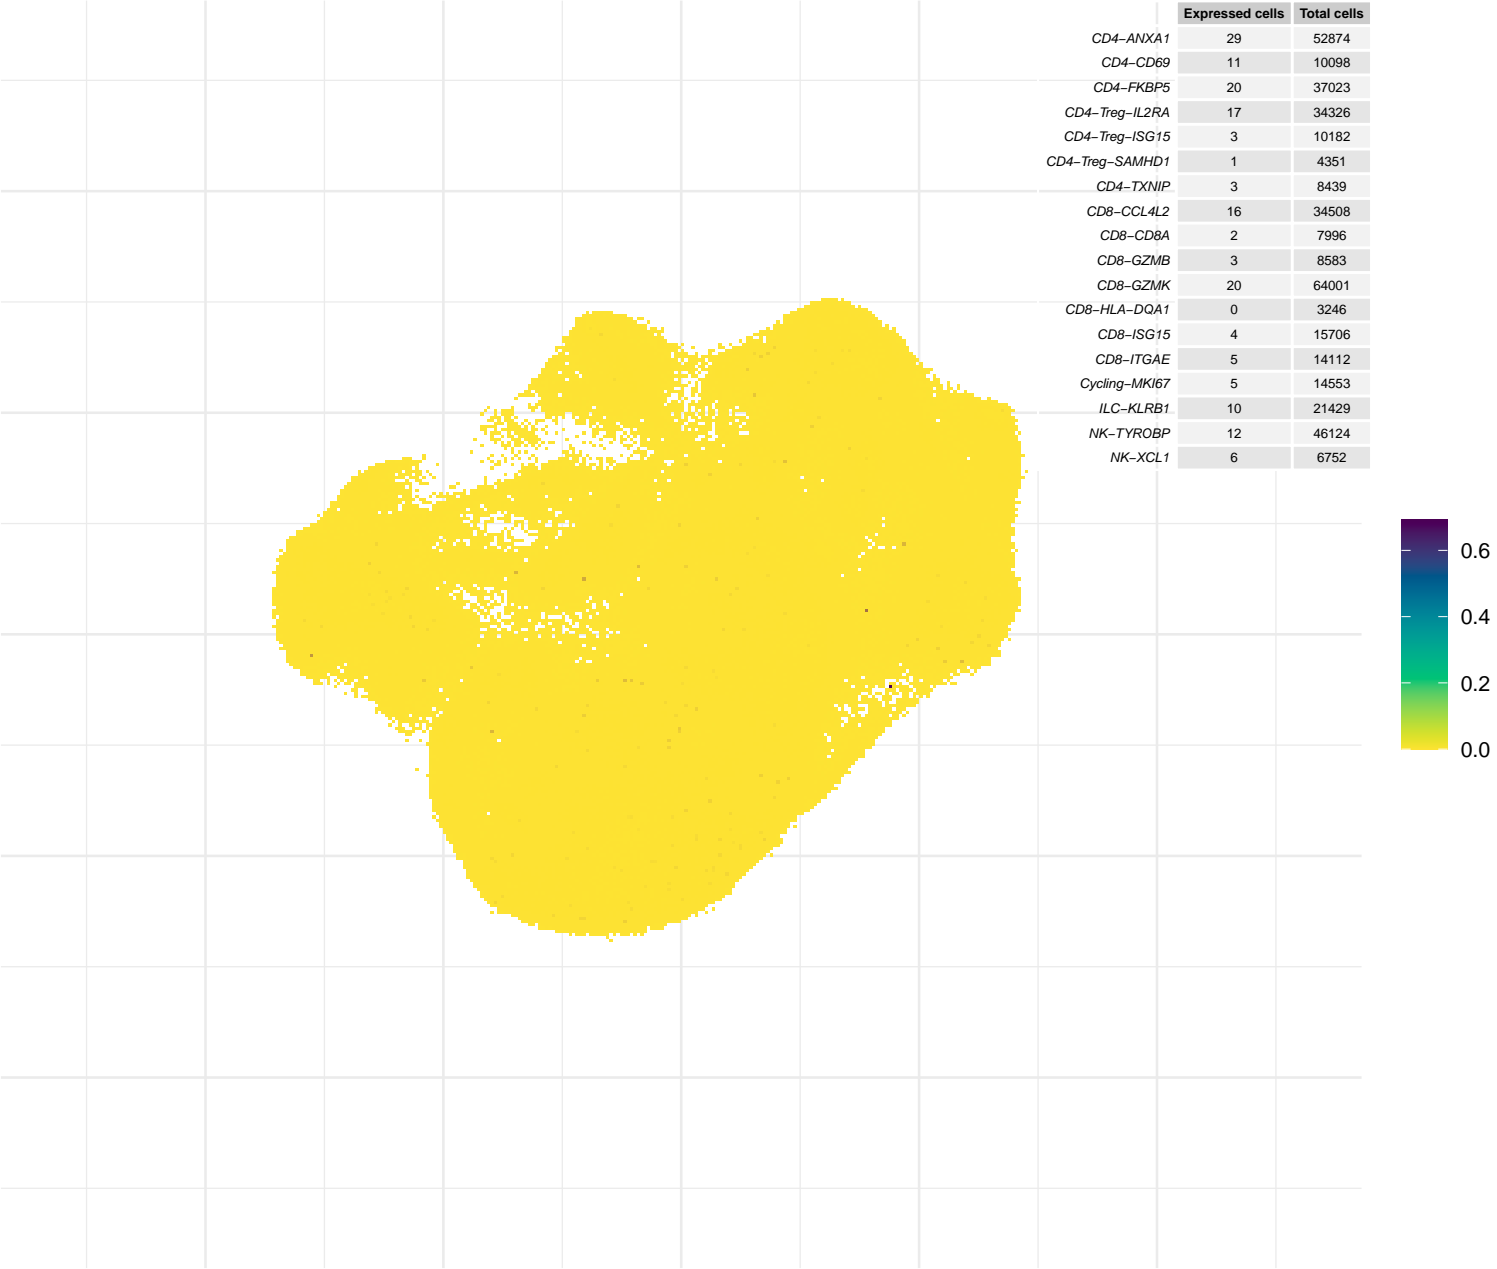 Expressed cells Total cells
CD4−ANXA1 29 52874
CD4−CD69 11 10098
CD4−FKBP5 20 37023
CD4−Treg−IL2RA 17 34326
CD4−Treg−ISG15 3 10182
CD4−Treg−SAMHD1 1 4351
CD4−TXNIP 3 8439
CD8−CCL4L2 16 34508
CD8−CD8A 2 7996
CD8−GZMB 3 8583
CD8−GZMK 20 64001
CD8−HLA−DQA1 0 3246
CD8−ISG15 4 15706
CD8−ITGAE 5 14112
Cycling−MKI67 5 14553
ILC−KLRB1 10 21429
NK−TYROBP 12 46124
NK−XCL1 6 6752
0.6
0.4
0.2
0.0